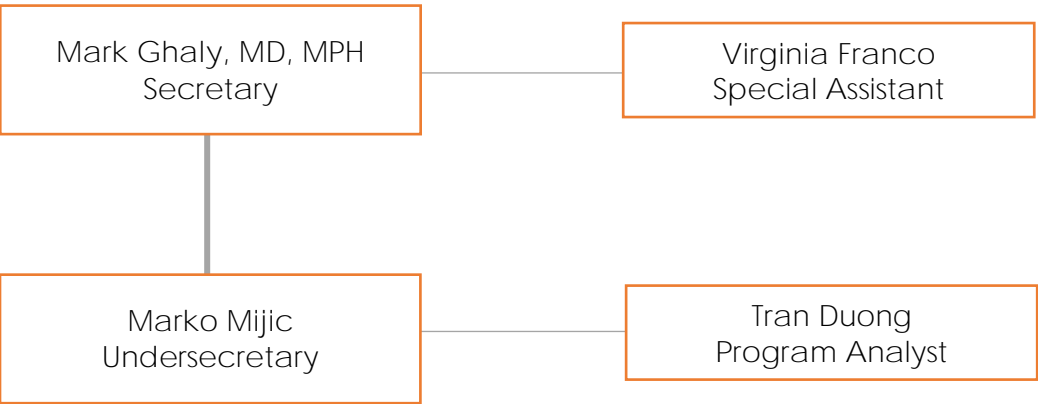 Mark Ghaly, MD, MPH
Secretary
Virginia Franco
Special Assistant
Marko Mijic
Undersecretary
Tran Duong
Program Analyst